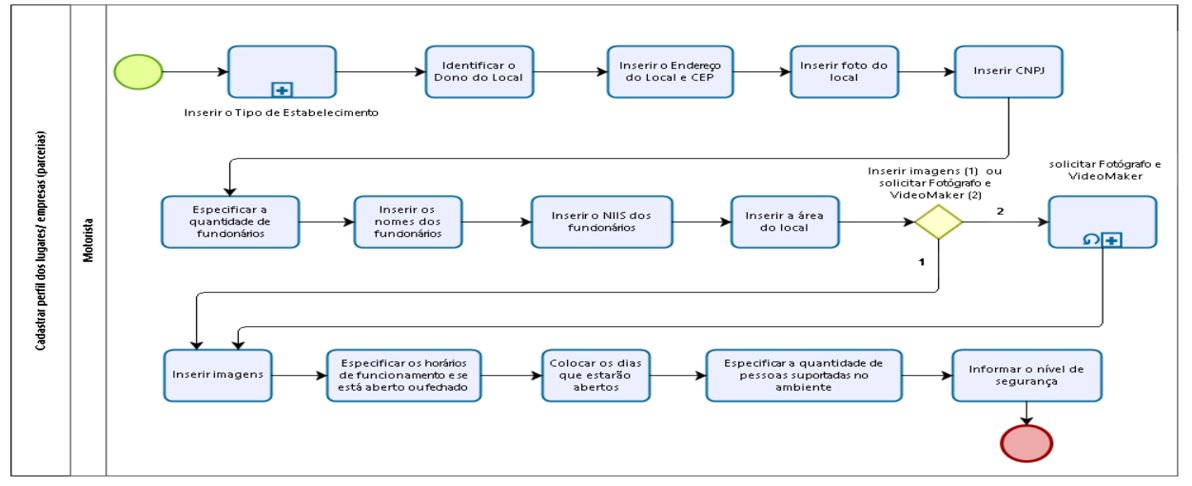 Cadastrar perfil dos lugares/ empresas (parcerias)
Motorista
Inserir o Tipo de Estabelecimento
Identificar o
Dono do Local
Inserir o Endereço
do Local e CEP
Inserir foto do
local
Inserir CNPJ
Especificar a
quantidade de
funcionários
Inserir os
nomes dos
funcionários
Inserir o NIIS dos
funcionários
Inserir a área
do local
Inserir imagens (1) ou
solicitar Fotógrafo e
VideoMaker (2)
2
1
solicitar Fotógrafo e
VideoMaker
Inserir imagens
Especificar os horários
de funcionamento e se
está aberto ou fechado
Colocar os dias
que estarão
abertos
Especificar a quantidade de
pessoas suportadas no
ambiente
Informar o nível de
segurança